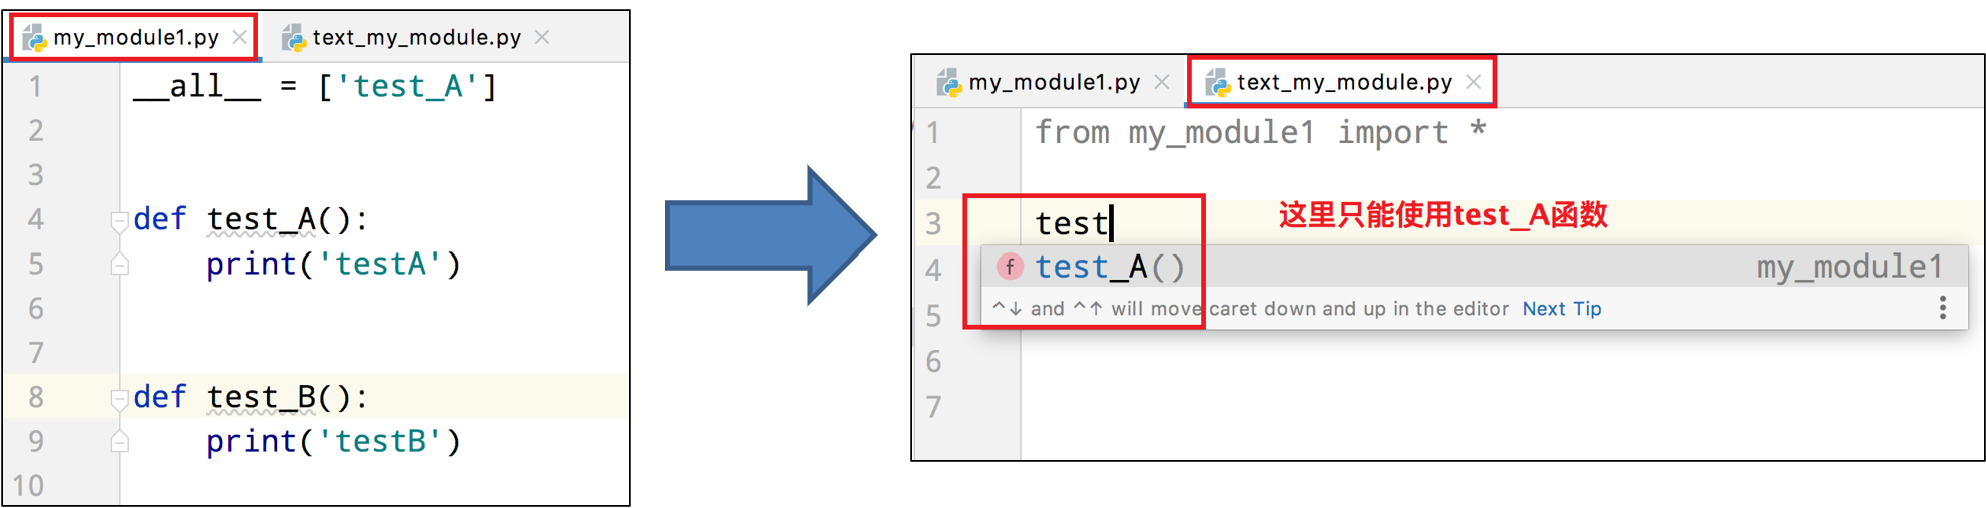 my_module1.py
text_my_module.py
1 __all__ = ['test_A']
2
3
4 def test_A():
5 print('testA')
6
7
8 def test_B():
9 print('testB')
10
my_module1.py
text_my_module.py
1 from my_module1 import *
2
3 test
这里只能使用test_A函数
4
f test_A() my_module1
5
^↓ and ^↑ will move caret down and up in the editor Next Tip
6
7